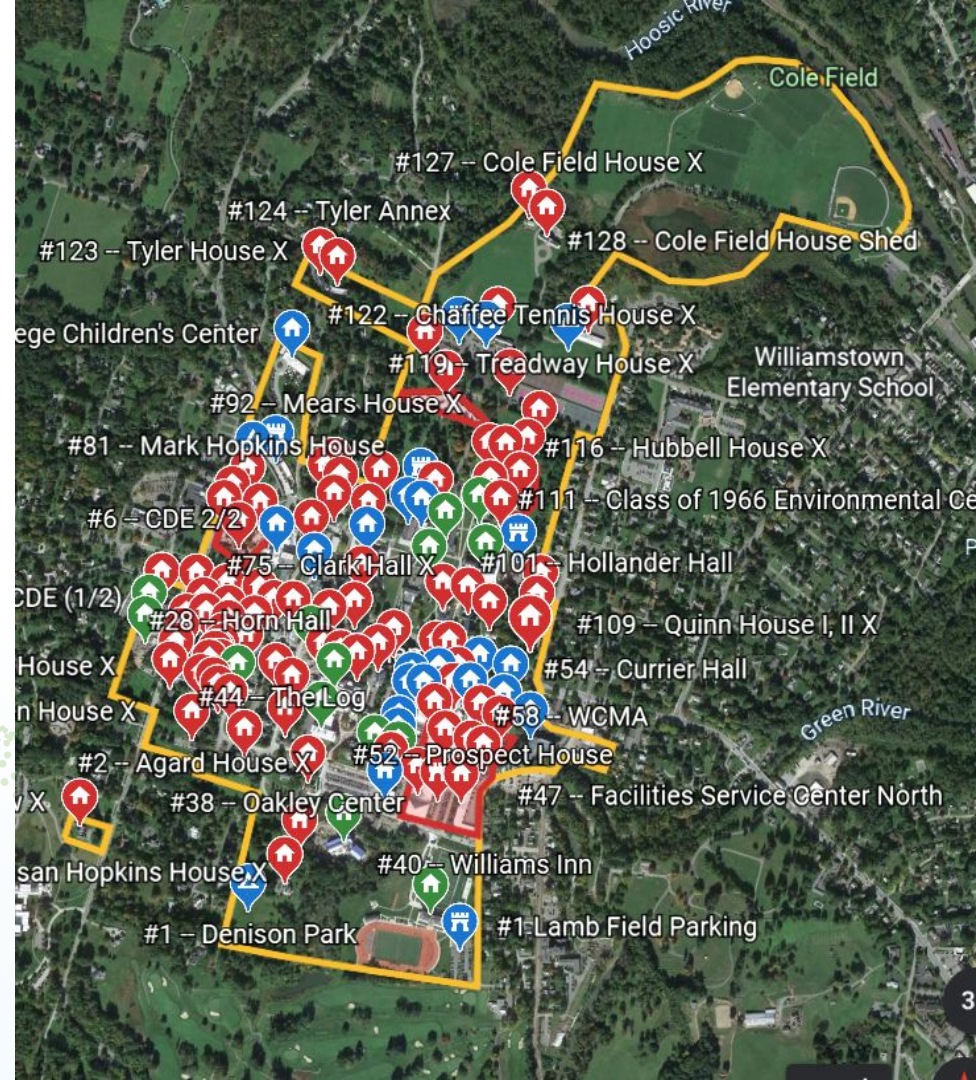 Hoosic River
Cole Field
#127 -- Cole Field House X
#124 -- Tyler Annex
#123 -- Tyler House X
#128 -- Cole Field House Shed
#122 -- Chaffee Tennis House X
ege Children's Center
#119 -- Treadway House X
Williamstown
Elementary School
#92 -- Mears House X
#81 -- Mark Hopkins House
#116 -- Hubbell House X
#111 -- Class of 1966 Environmental Ce
#6 -- CDE 2/2
#75 -- Clark Hall X
#101 -- Hollander Hall
CDE (1/2)
#28 -- Horn Hall
#109 -- Quinn House I, II X
House X
#54 -- Currier Hall
#44 -- The Log
n House X
#58 -- WCMA
Green River
#52 -- Prospect House
#2 -- Agard House X
#47 -- Facilities Service Center North
X
#38 -- Oakley Center
#40 -- Williams Inn
san Hopkins House X
#1 -- Denison Park
#1 Lamb Field Parking
3